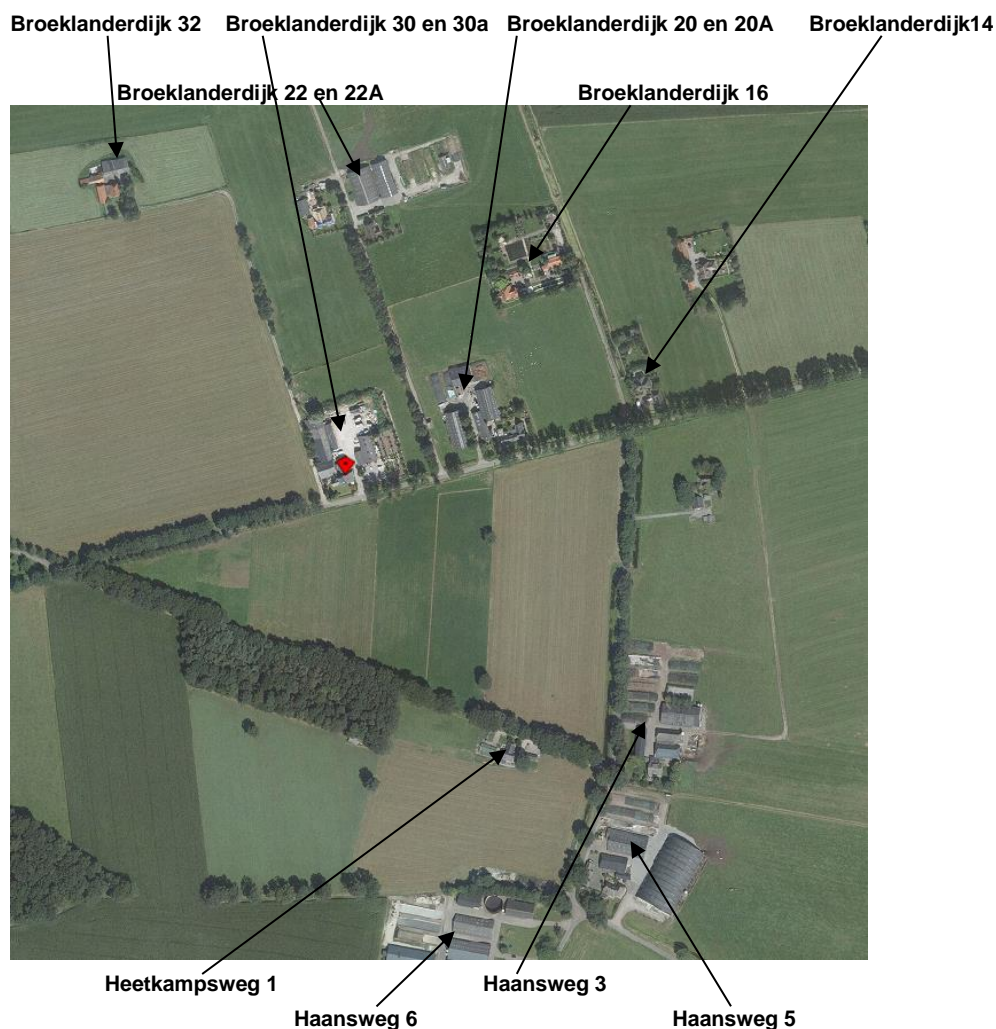 Broeklanderdijk 32 Broeklanderdijk 30 en 30a Broeklanderdijk 20 en 20A Broeklanderdijk14
Broeklanderdijk 22 en 22A Broeklanderdijk 16
Heetkampsweg 1 Haansweg 3
Haansweg 6 Haansweg 5